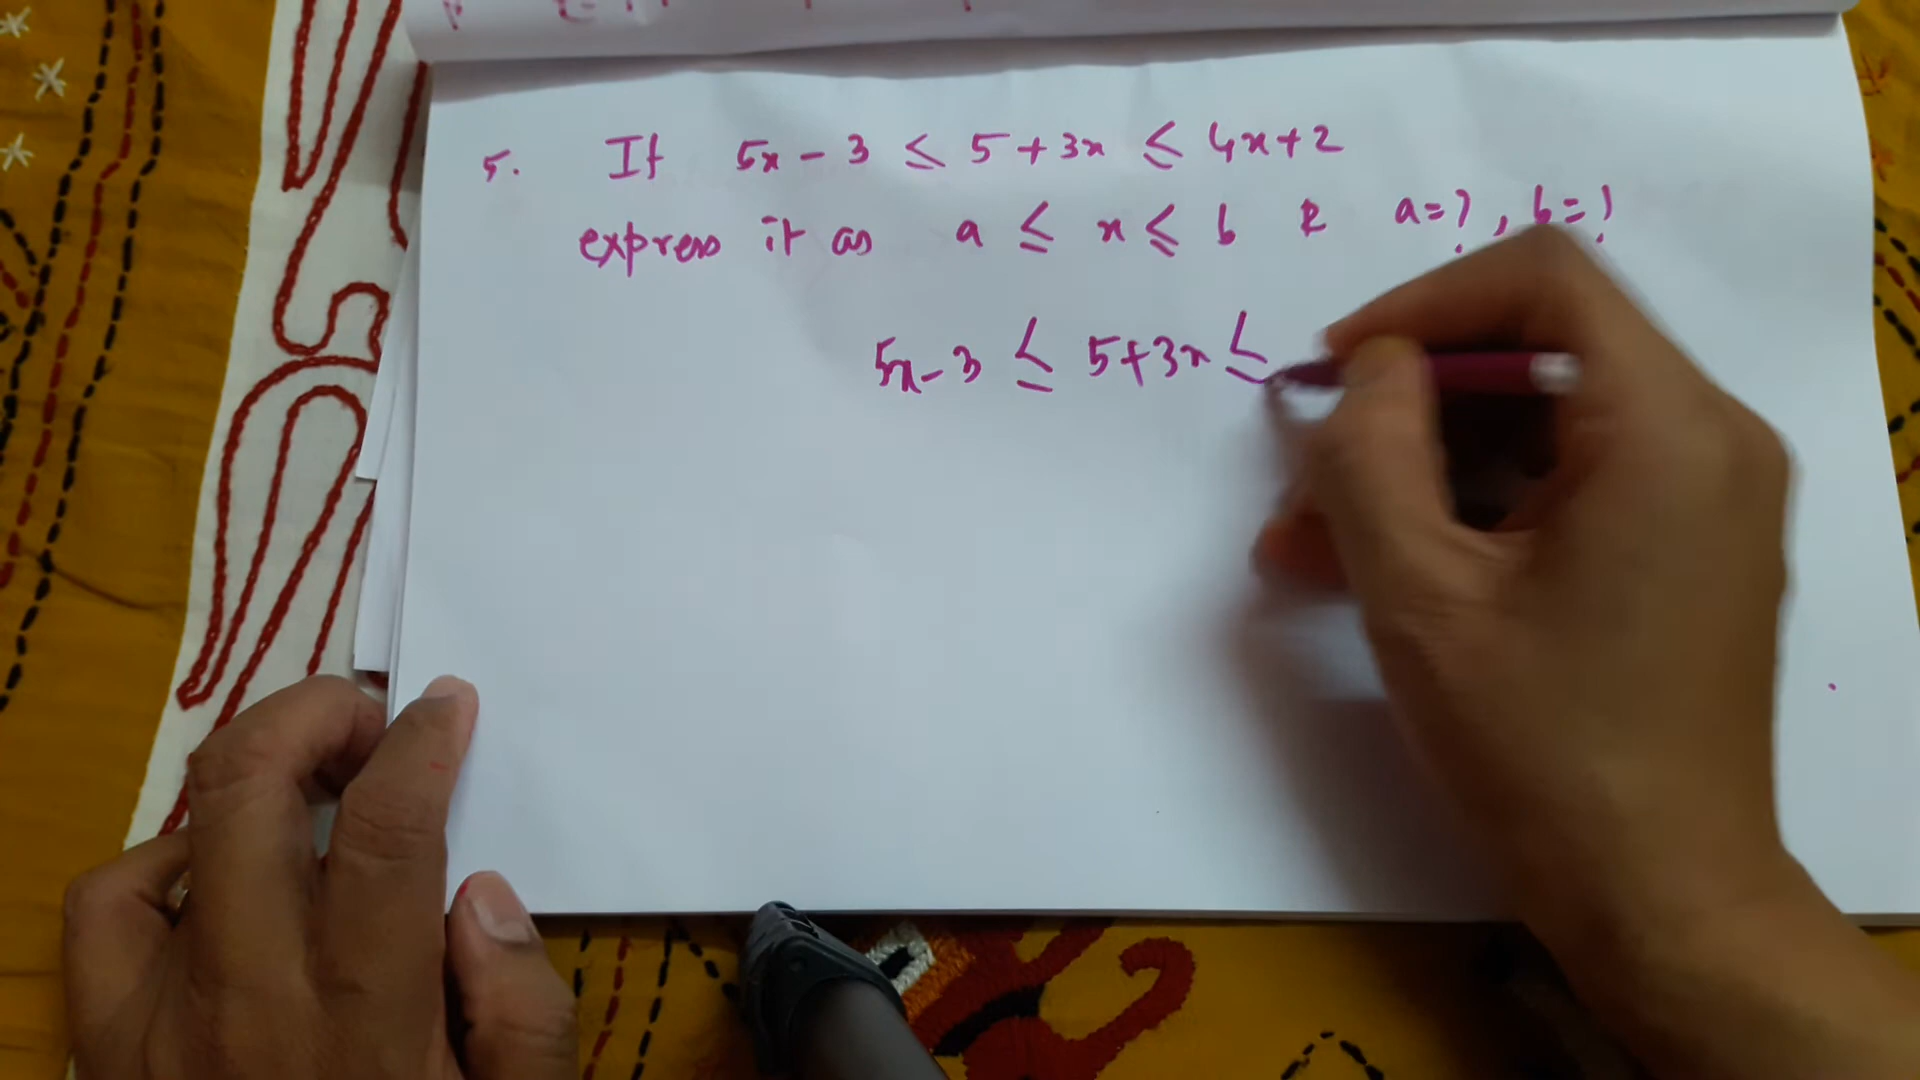 5. If 5x - 3 ≤ 5 + 3x ≤ 4x + 2
express it as a ≤ x ≤ b & a = ?, b = ?
5x - 3 ≤ 5 + 3x ≤